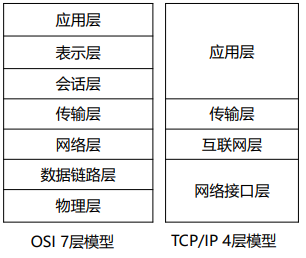 应用层
表示层
会话层
传输层
网络层
数据链路层
物理层
OSI 7层模型
应用层
传输层
互联网层
网络接口层
TCP/IP 4层模型